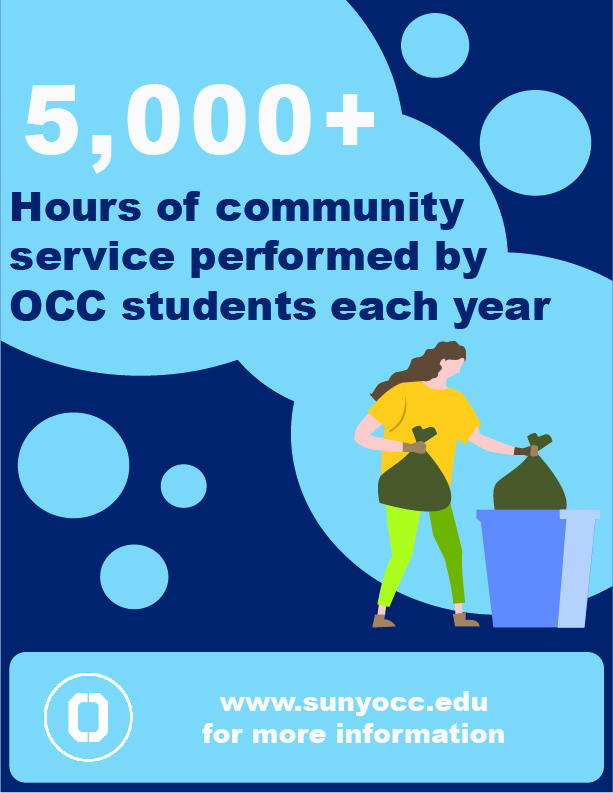 5,000+
Hours of community
service performed by
OCC students each year
O
www.sunyocc.edu
for more information